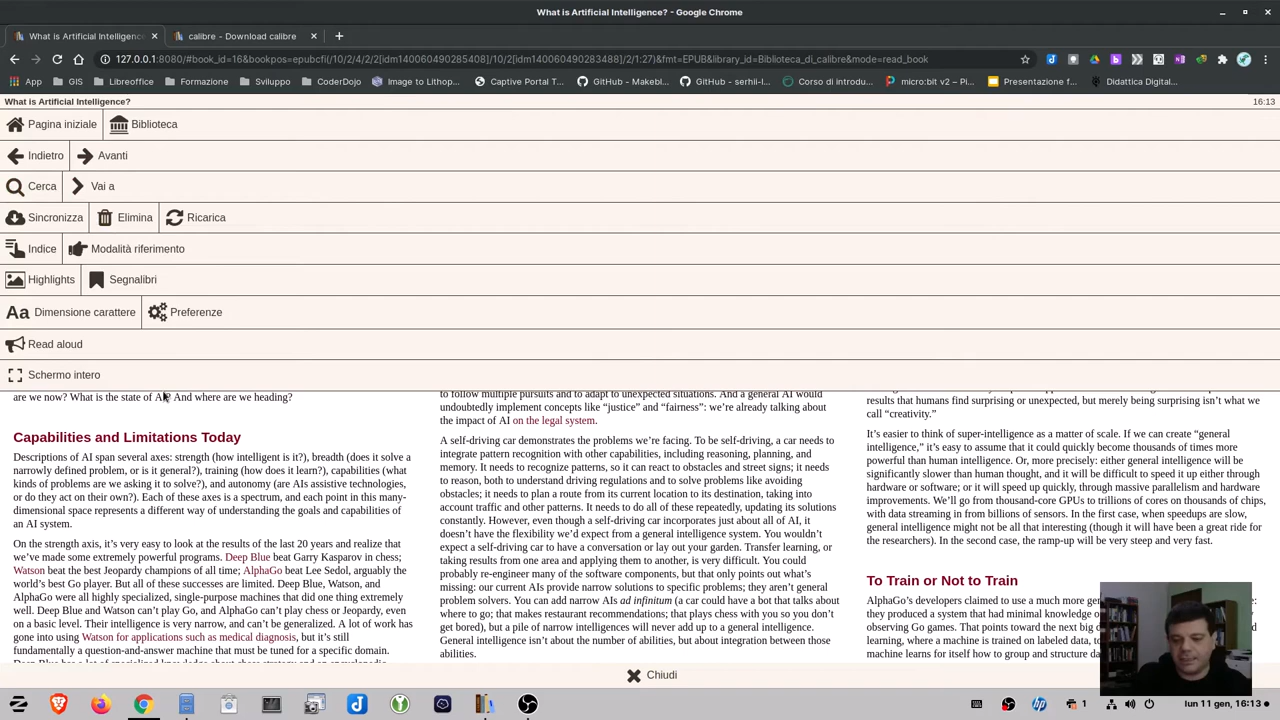 What is Artificial Intelligence? - Google Chrome
What is Artificial Intelligence
calibre - Download calibre
127.0.0.1:8080/#book_id=16&bookpos=epubcfi(/10/2/4/2/2[idm140060490285408]/10/2[idm140060490283488]/2/1:27)&fmt=EPUB&library_id=Biblioteca_di_calibre&mode=read_book
App
GIS
Libreoffice
Formazione
Sviluppo
CoderDojo
Image to Lithop...
Captive Portal T...
GitHub - Makebl...
GitHub - serhii-l...
Corso di introdu...
micro:bit v2 – Pi...
Presentazione f...
Didattica Digital...
What is Artificial Intelligence?
16:13
Pagina iniziale
Biblioteca
Indietro
Avanti
Cerca
Vai a
Sincronizza
Elimina
Ricarica
Indice
Modalità riferimento
Highlights
Segnalibri
Aa Dimensione carattere
Preferenze
Read aloud
Schermo intero
are we now? What is the state of AI? And where are we heading?
Capabilities and Limitations Today
Descriptions of AI span several axes: strength (how intelligent is it?), breadth (does it solve a
narrowly defined problem, or is it general?), training (how does it learn?), capabilities (what
kinds of problems are we asking it to solve?), and autonomy (are AIs assistive technologies,
or do they act on their own?). Each of these axes is a spectrum, and each point in this many-
dimensional space represents a different way of understanding the goals and capabilities of
an AI system.
On the strength axis, it’s very easy to look at the results of the last 20 years and realize that
we’ve made some extremely powerful programs. Deep Blue beat Garry Kasparov in chess;
Watson beat the best Jeopardy champions of all time; AlphaGo beat Lee Sedol, arguably the
world’s best Go player. But all of these successes are limited. Deep Blue, Watson, and
AlphaGo were all highly specialized, single-purpose machines that did one thing extremely
well. Deep Blue and Watson can’t play Go, and AlphaGo can’t play chess or Jeopardy, even
on a basic level. Their intelligence is very narrow, and can’t be generalized. A lot of work has
gone into using Watson for applications such as medical diagnosis, but it’s still
fundamentally a question-and-answer machine that must be tuned for a specific domain.
to follow multiple pursuits and to adapt to unexpected situations. And a general AI would
undoubtedly implement concepts like “justice” and “fairness”: we’re already talking about
the impact of AI on the legal system.
A self-driving car demonstrates the problems we’re facing. To be self-driving, a car needs to
integrate pattern recognition with other capabilities, including reasoning, planning, and
memory. It needs to recognize patterns, so it can react to obstacles and street signs; it needs
to reason, both to understand driving regulations and to solve problems like avoiding
obstacles; it needs to plan a route from its current location to its destination, taking into
account traffic and other patterns. It needs to do all of these repeatedly, updating its solutions
constantly. However, even though a self-driving car incorporates just about all of AI, it
doesn’t have the flexibility we’d expect from a general intelligence system. You wouldn’t
expect a self-driving car to have a conversation or lay out your garden. Transfer learning, or
taking results from one area and applying them to another, is very difficult. You could
probably re-engineer many of the software components, but that only points out what’s
missing: our current AIs provide narrow solutions to specific problems; they aren’t general
problem solvers. You can add narrow AIs ad infinitum (a car could have a bot that talks about
where to go; that makes restaurant recommendations; that plays chess with you so you don’t
get bored), but a pile of narrow intelligences will never add up to a general intelligence.
General intelligence isn’t about the number of abilities, but about integration between those
abilities.
that humans find surprising or unexpected, but merely being surprising isn’t what we
call “creativity.”
It’s easier to think of super-intelligence as a matter of scale. If we can create “general
intelligence,” it’s easy to assume that it could quickly become thousands of times more
powerful than human intelligence. Or, more precisely: either general intelligence will be
significantly slower than human thought, and it will be difficult to speed it up either through
hardware or software; or it will speed up quickly, through massive parallelism and hardware
improvements. We’ll go from thousand-core GPUs to trillions of cores on thousands of chips,
with data streaming in from billions of sensors. In the first case, when speedups are slow,
general intelligence might not be all that interesting (though it will have been a great ride for
the researchers). In the second case, the ramp-up will be very steep and very fast.
To Train or Not to Train
AlphaGo’s developers claimed to use a much more gen
they produced a system that had minimal knowledge o
observing Go games. That points toward the next big o
learning, where a machine is trained on labeled data, to
machine learns for itself how to group and structure da
Chiudi
1
lun 11 gen, 16:13